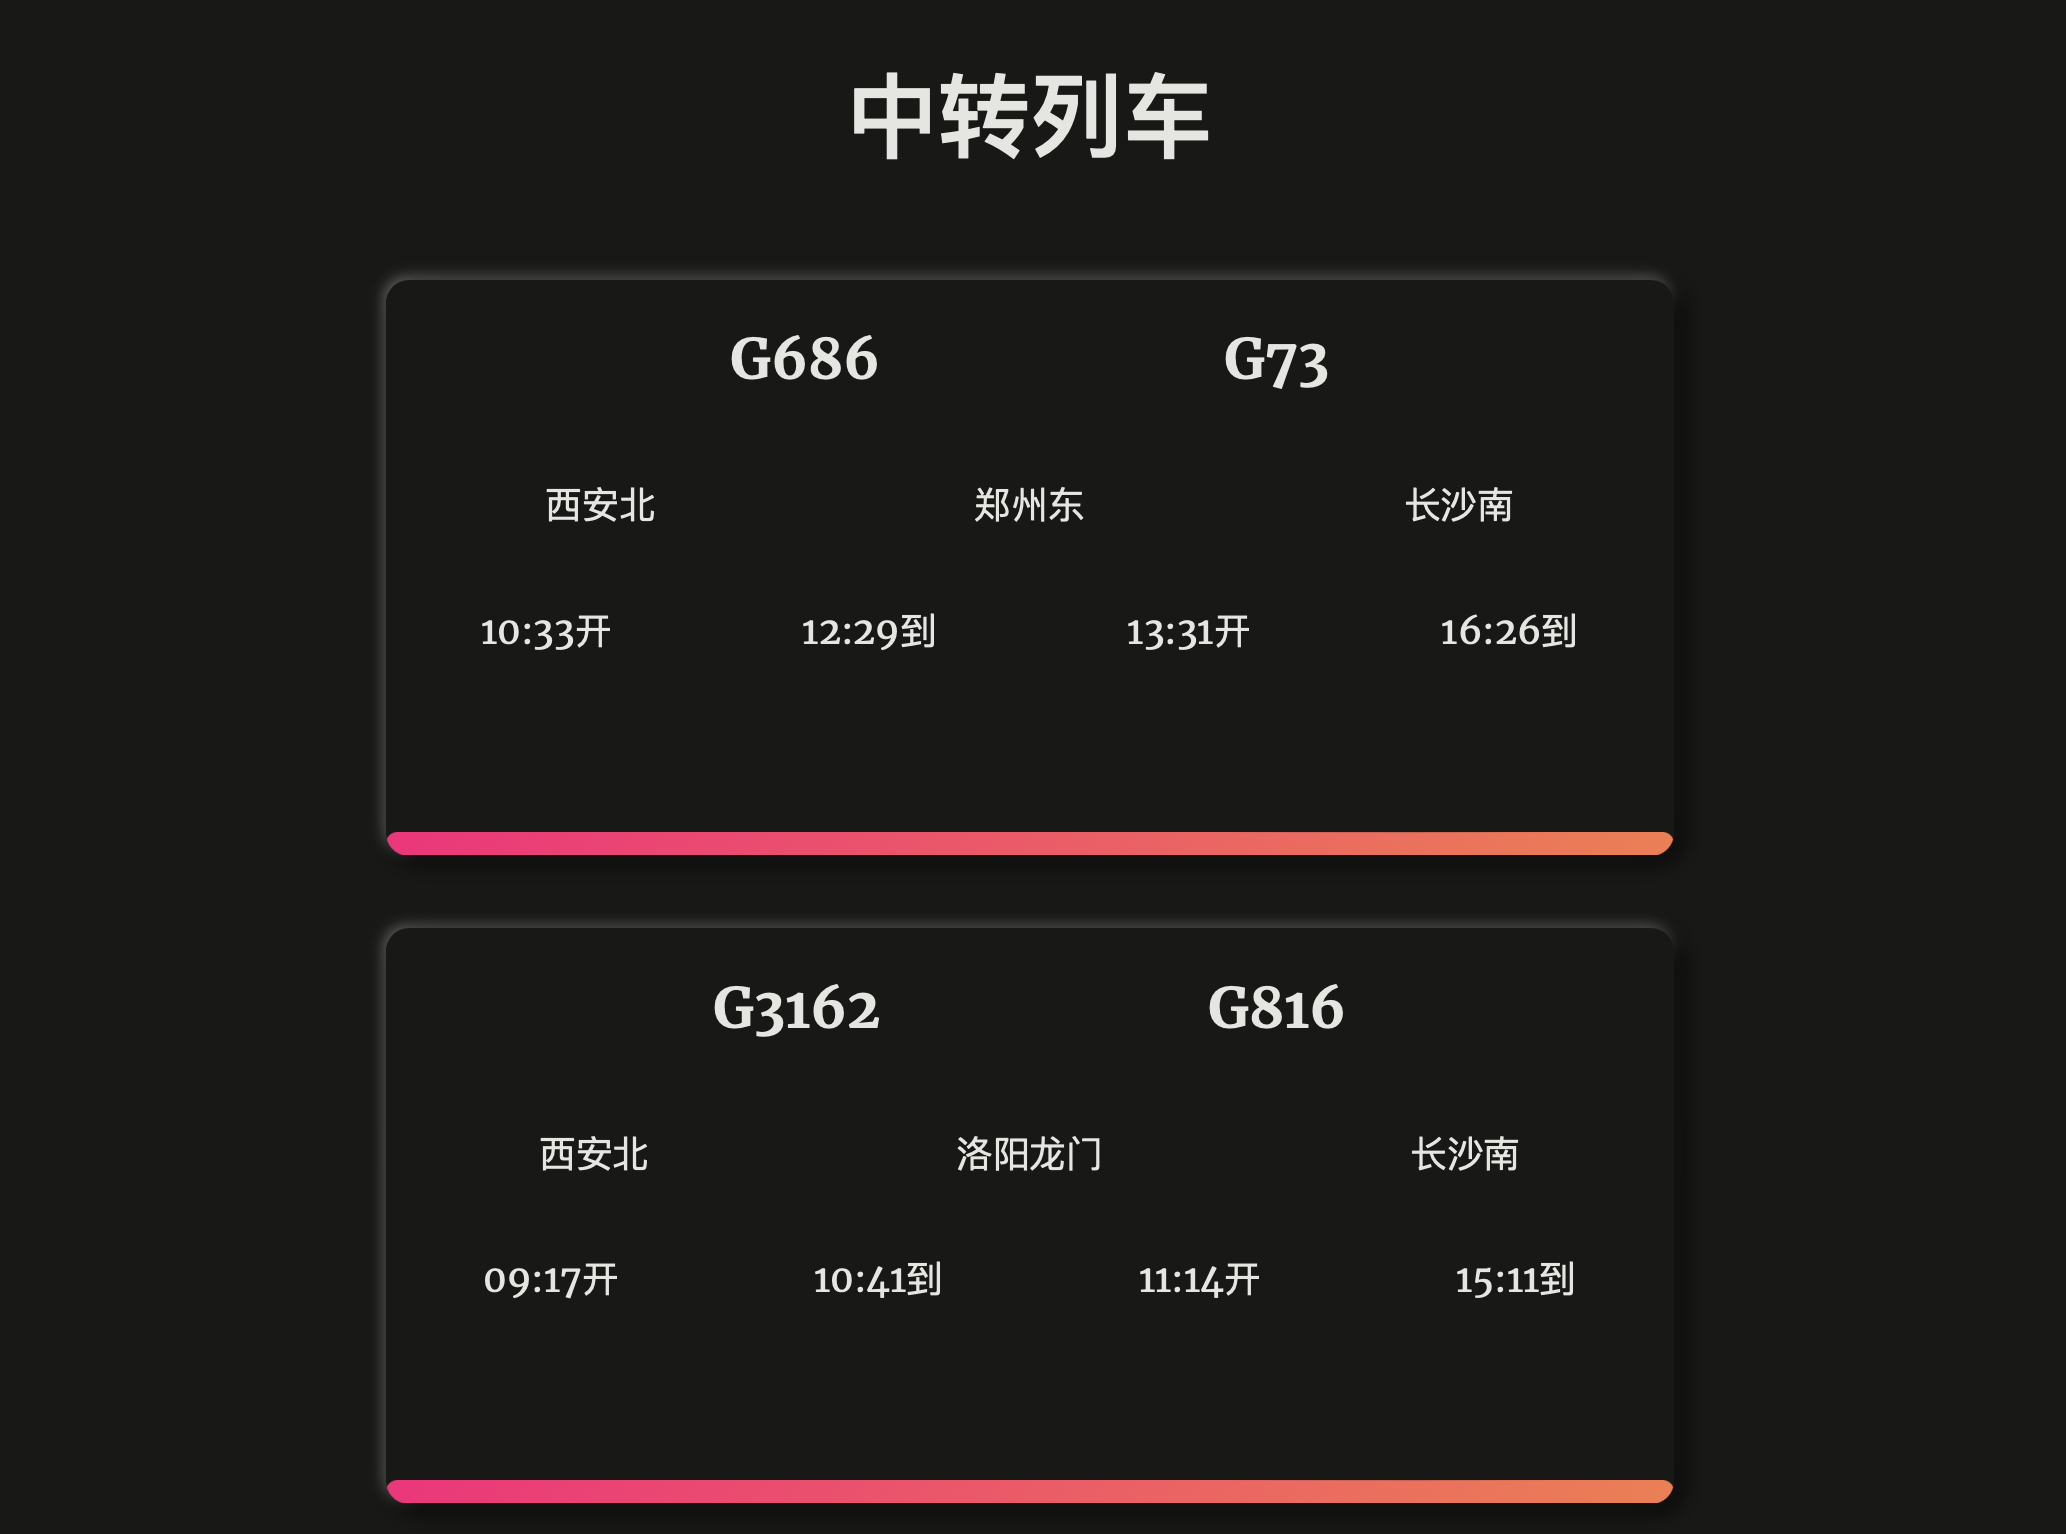 中转列车
G686 G73
西安北 郑州东 长沙南
10:33开 12:29到 13:31开 16:26到
G3162 G816
西安北 洛阳龙门 长沙南
09:17开 10:41到 11:14开 15:11到